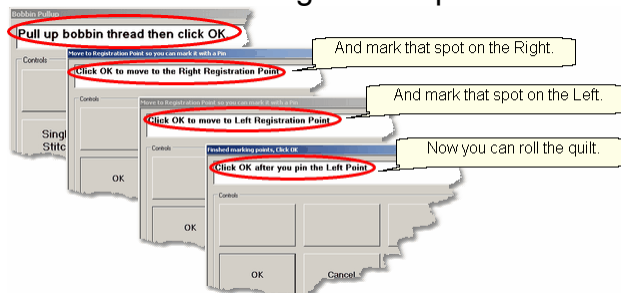 Bobbin Pullup
Pull up bobbin thread then click OK
Controls
Singl
Stitc
Move to Registration Point so you can mark it with a Pin
Click OK to move to the Right Registration Point
And mark that spot on the Right.
Controls
OK
Move to Registration Point so you can mark it with a Pin
Click OK to move to Left Registration Point
And mark that spot on the Left.
Controls
OK
Finished marking points, Click OK
Click OK after you pin the Left Point
Now you can roll the quilt.
Controls
OK
Cancel